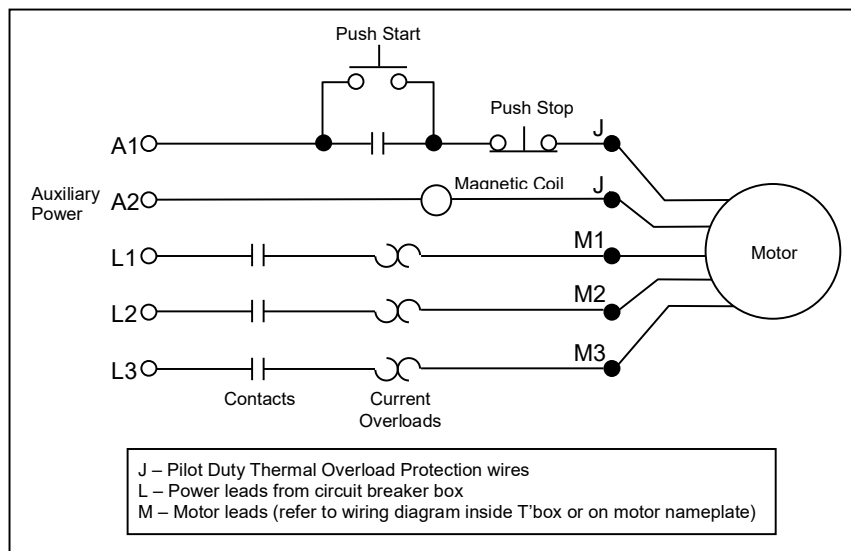 Push Start
Push Stop
A1
J
Auxiliary
Power
A2
Magnetic Coil
J
L1
M1
Motor
L2
M2
L3
M3
Contacts
Current
Overloads
J – Pilot Duty Thermal Overload Protection wires
L – Power leads from circuit breaker box
M – Motor leads (refer to wiring diagram inside T’box or on motor nameplate)